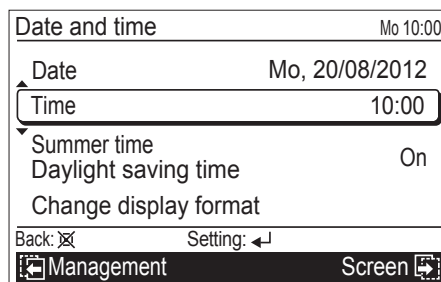 Date and time Mo 10:00
Date Mo, 20/08/2012
Time 10:00
Summer time
Daylight saving time On
Change display format
Back: Setting:
Management Screen